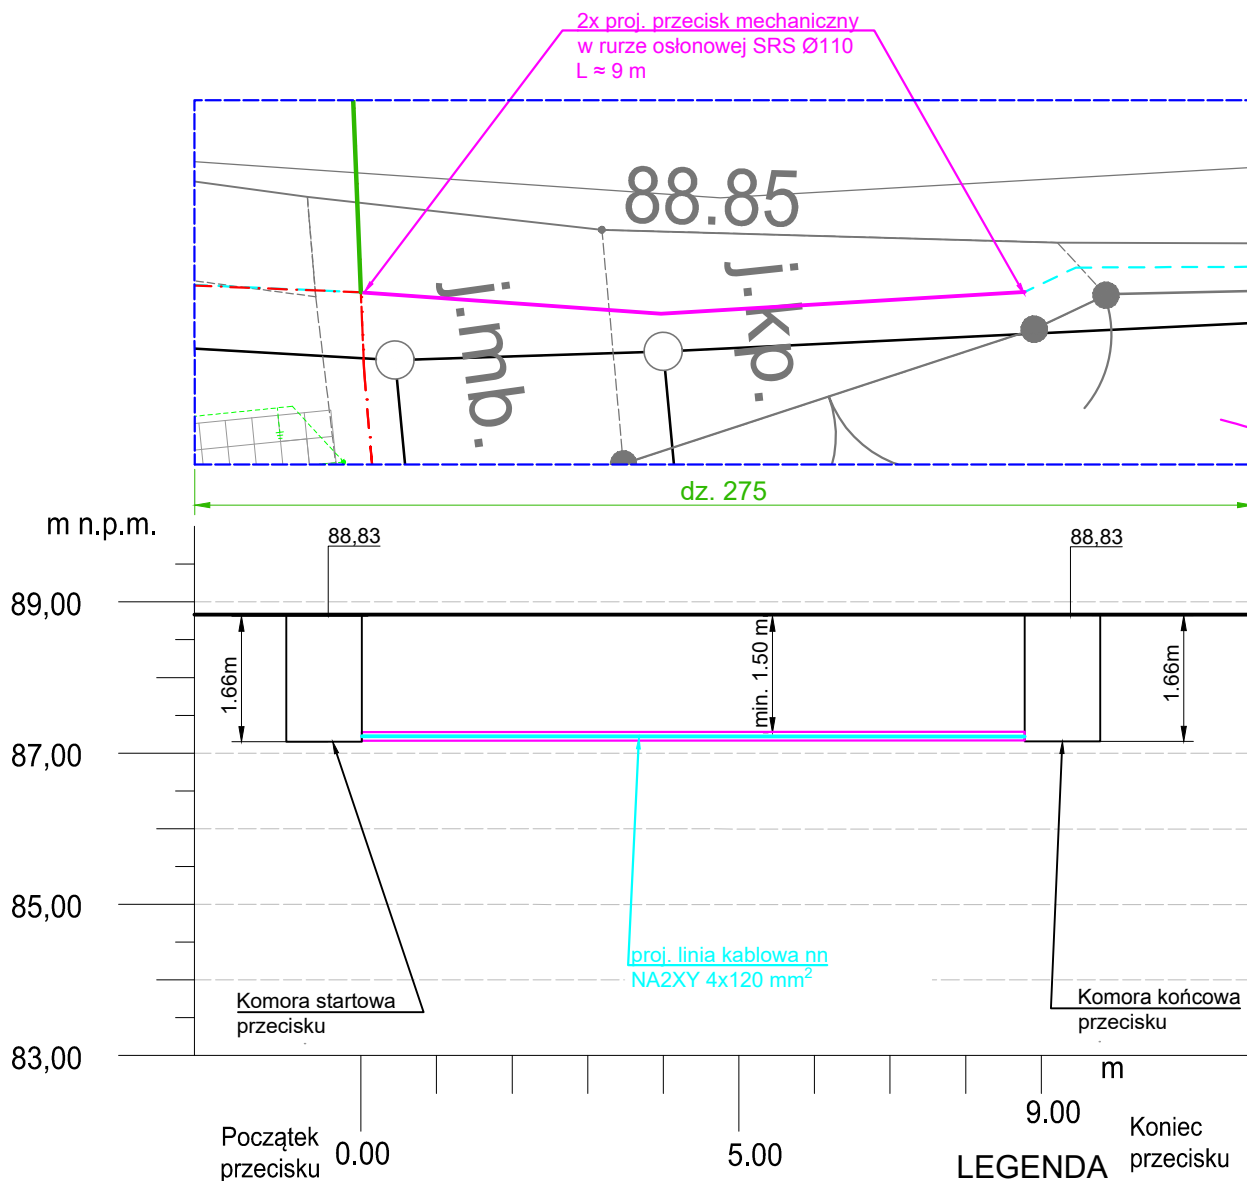 2x proj. przecisk mechaniczny
w rurze osłonowej SRS Ø110
L ≈ 9 m
88.85
j.mb.
j.kp.
dz. 275
m n.p.m.
88,83
88,83
89,00
1.66m
min. 1.50 m
1.66m
87,00
85,00
proj. linia kablowa nn
NA2XY 4x120 mm²
Komora startowa
przecisku
Komora końcowa
przecisku
83,00
m
9.00
Początek
przecisku
0.00
5.00
Koniec
przecisku
LEGENDA